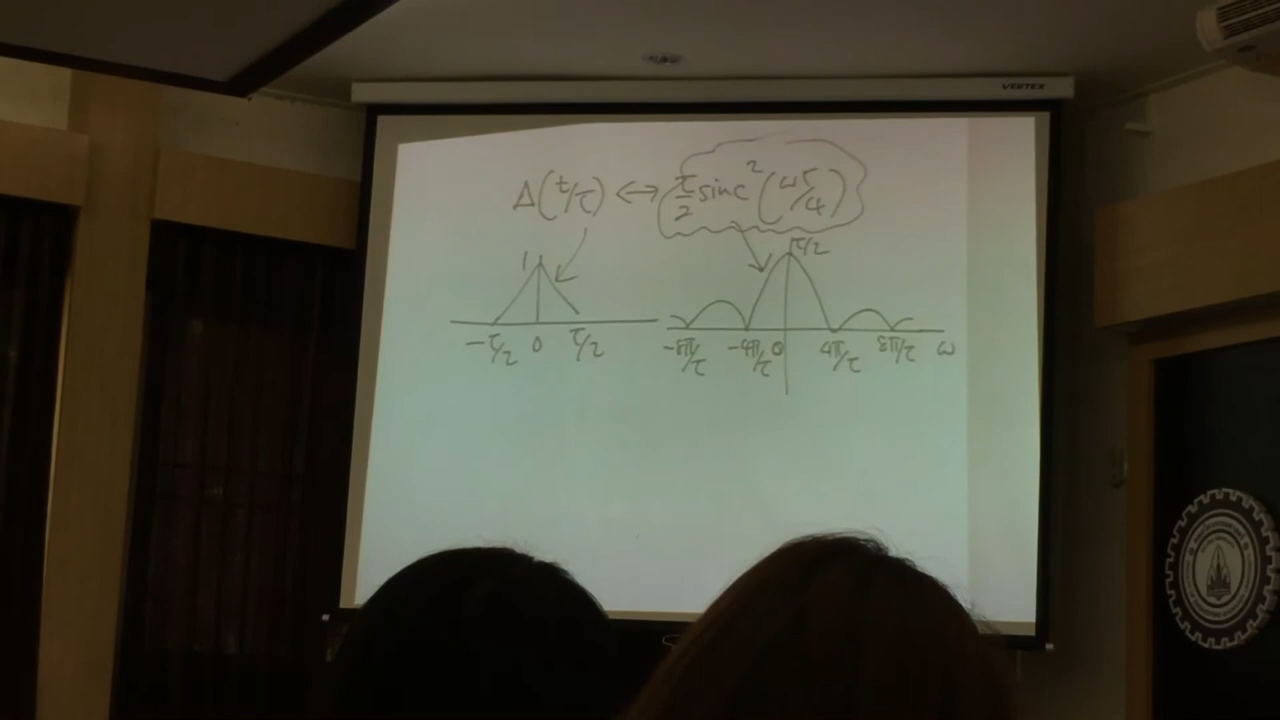 VERTEX
Δ(t/τ) ↔ τ/2 sinc²(ωτ/4)
1
τ/2
-τ/2 0 τ/2
-8π/τ -4π/τ 0 4π/τ 8π/τ ω